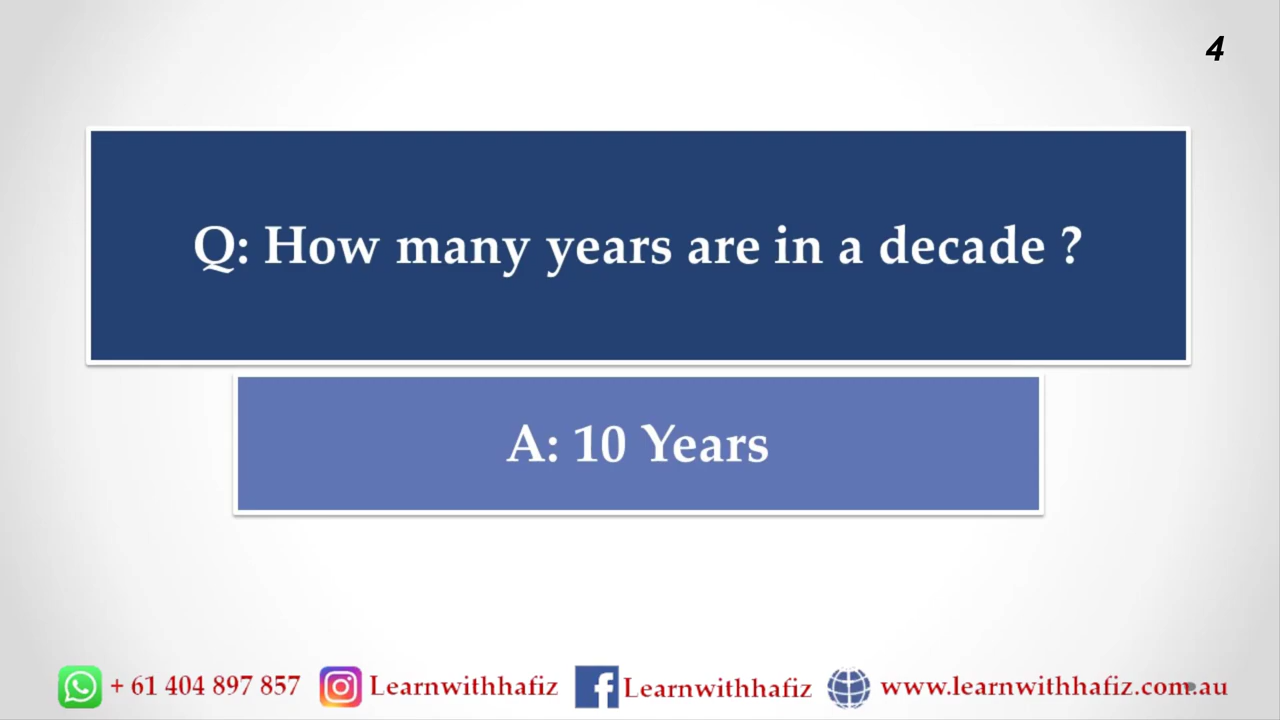 4
Q: How many years are in a decade ?
A: 10 Years
+ 61 404 897 857 Learnwithhafiz Learnwithhafiz www.learnwithhafiz.com.au